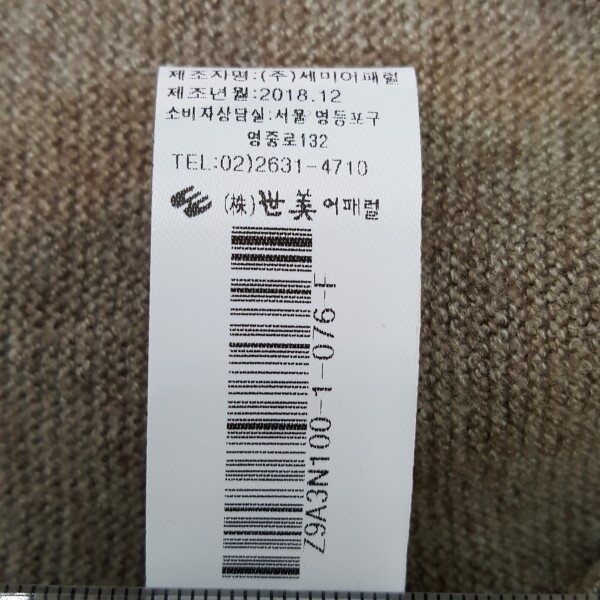 제조자명:(주)세미어패럴
제조년월:2018.12
소비자상담실:서울 영등포구
영중로132
TEL:02)2631-4710
(株)世美어패럴
Z9A3N100-1-076-F